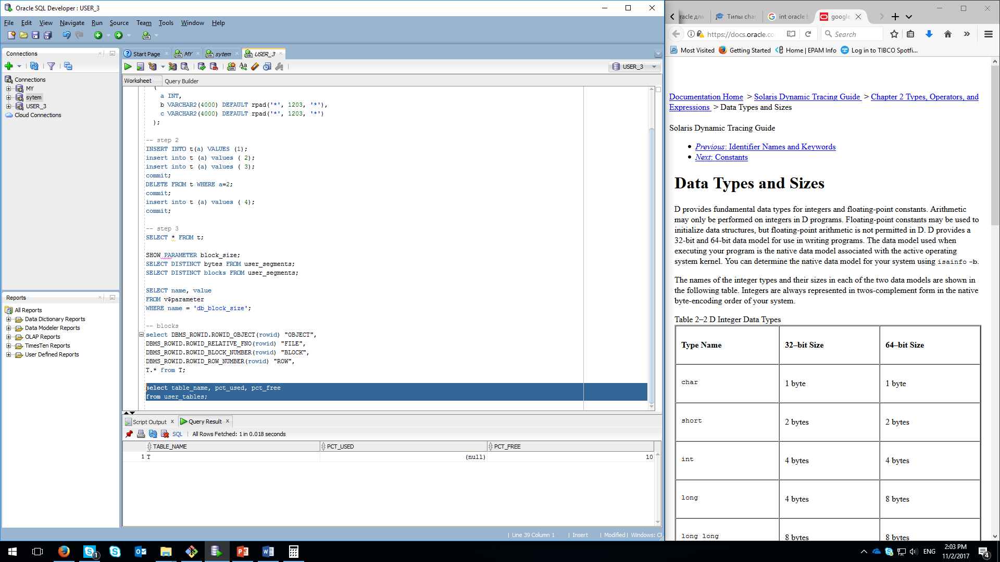 Oracle SQL Developer : USER_3
File Edit View Navigate Run Source Team Tools Window Help
Connections
Connections
MY
sytem
USER_3
Cloud Connections
Reports
All Reports
Data Dictionary Reports
Data Modeler Reports
OLAP Reports
TimesTen Reports
User Defined Reports
Start Page
MY
sytem
USER_3
USER_3
Worksheet Query Builder
(
a INT,
b VARCHAR2(4000) DEFAULT rpad('*', 1203, '*'),
c VARCHAR2(4000) DEFAULT rpad('*', 1203, '*')
);
-- step 2
INSERT INTO t(a) VALUES (1);
insert into t (a) values ( 2);
insert into t (a) values ( 3);
commit;
DELETE FROM t WHERE a=2;
commit;
insert into t (a) values ( 4);
commit;
-- step 3
SELECT * FROM t;
SHOW PARAMETER block_size;
SELECT DISTINCT bytes FROM user_segments;
SELECT DISTINCT blocks FROM user_segments;
SELECT name, value
FROM v$parameter
WHERE name = 'db_block_size';
-- blocks
select DBMS_ROWID.ROWID_OBJECT(rowid) "OBJECT",
DBMS_ROWID.ROWID_RELATIVE_FNO(rowid) "FILE",
DBMS_ROWID.ROWID_BLOCK_NUMBER(rowid) "BLOCK",
DBMS_ROWID.ROWID_ROW_NUMBER(rowid) "ROW",
T.* from T;
select table_name, pct_used, pct_free
from user_tables;
Script Output Query Result
SQL All Rows Fetched: 1 in 0.018 seconds
TABLE_NAME PCT_USED PCT_FREE
1 T (null) 10
Line 39 Column 1 Insert Modified Windows: CF
racle для Типы char int oracle b google
https://docs.oracle.co Search
Most Visited Getting Started Home | EPAM Info Log in to TIBCO Spotfi...
Documentation Home > Solaris Dynamic Tracing Guide > Chapter 2 Types, Operators, and
Expressions > Data Types and Sizes
Solaris Dynamic Tracing Guide
Previous: Identifier Names and Keywords
Next: Constants
Data Types and Sizes
D provides fundamental data types for integers and floating-point constants. Arithmetic
may only be performed on integers in D programs. Floating-point constants may be used to
initialize data structures, but floating-point arithmetic is not permitted in D. D provides a
32-bit and 64-bit data model for use in writing programs. The data model used when
executing your program is the native data model associated with the active operating
system kernel. You can determine the native data model for your system using isainfo -b.
The names of the integer types and their sizes in each of the two data models are shown in
the following table. Integers are always represented in twos-complement form in the native
byte-encoding order of your system.
Table 2–2 D Integer Data Types
Type Name 32–bit Size 64–bit Size
char 1 byte 1 byte
short 2 bytes 2 bytes
int 4 bytes 4 bytes
long 4 bytes 8 bytes
long long 8 bytes 8 bytes
1
ENG
2:03 PM
11/2/2017
4